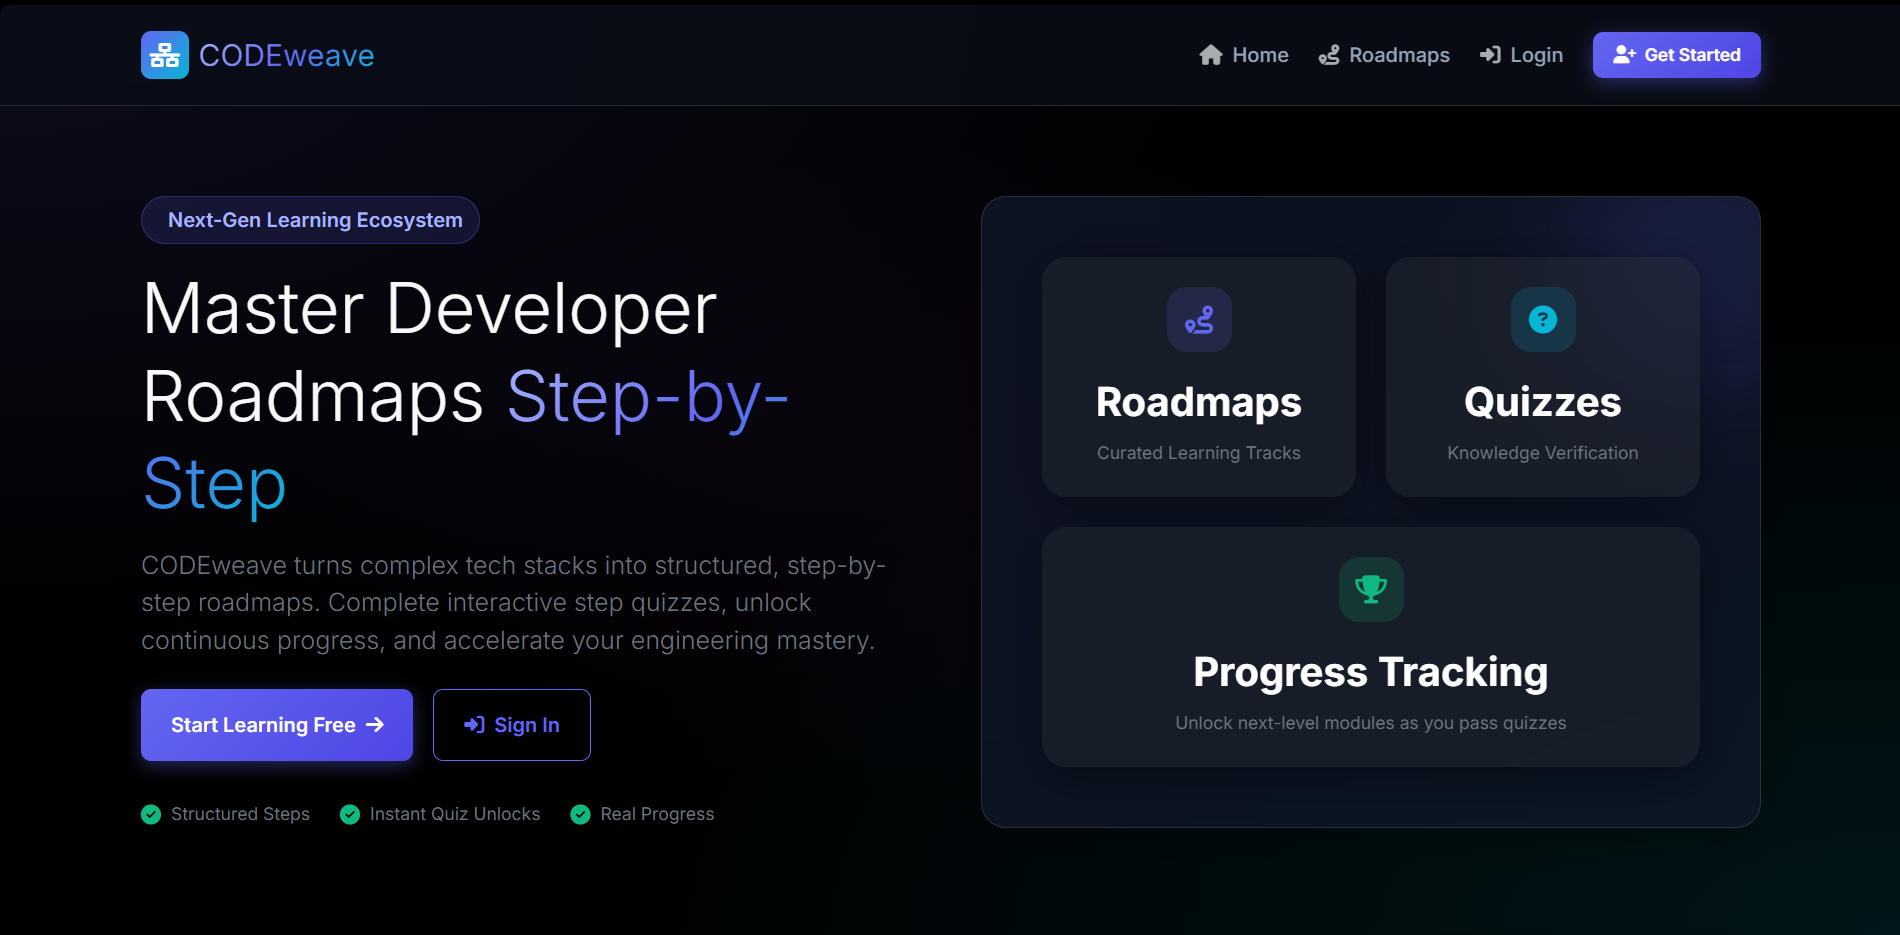 CODEweave
Home
Roadmaps
Login
Get Started
Next-Gen Learning Ecosystem
Master Developer
Roadmaps Step-by-
Step
CODEweave turns complex tech stacks into structured, step-by-
step roadmaps. Complete interactive step quizzes, unlock
continuous progress, and accelerate your engineering mastery.
Start Learning Free
Sign In
Structured Steps
Instant Quiz Unlocks
Real Progress
Roadmaps
Curated Learning Tracks
?
Quizzes
Knowledge Verification
Progress Tracking
Unlock next-level modules as you pass quizzes